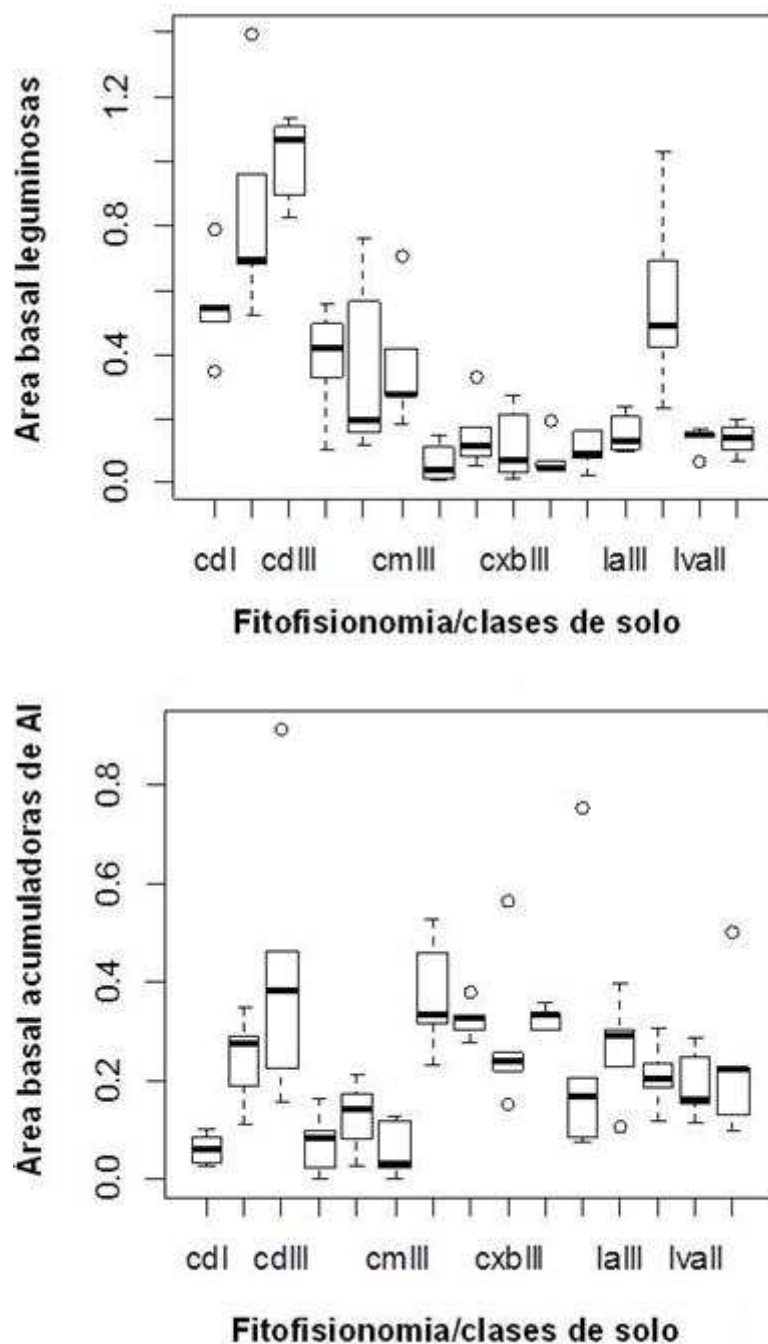 Area basal leguminosas
1.2
0.8
0.4
0.0
cdI cdIII cmIII cxbIII laIII lvaII
Fitofisionomia/clases de solo
Area basal acumuladoras de Al
0.8
0.6
0.4
0.2
0.0
cdI cdIII cmIII cxbIII laIII lvaII
Fitofisionomia/clases de solo